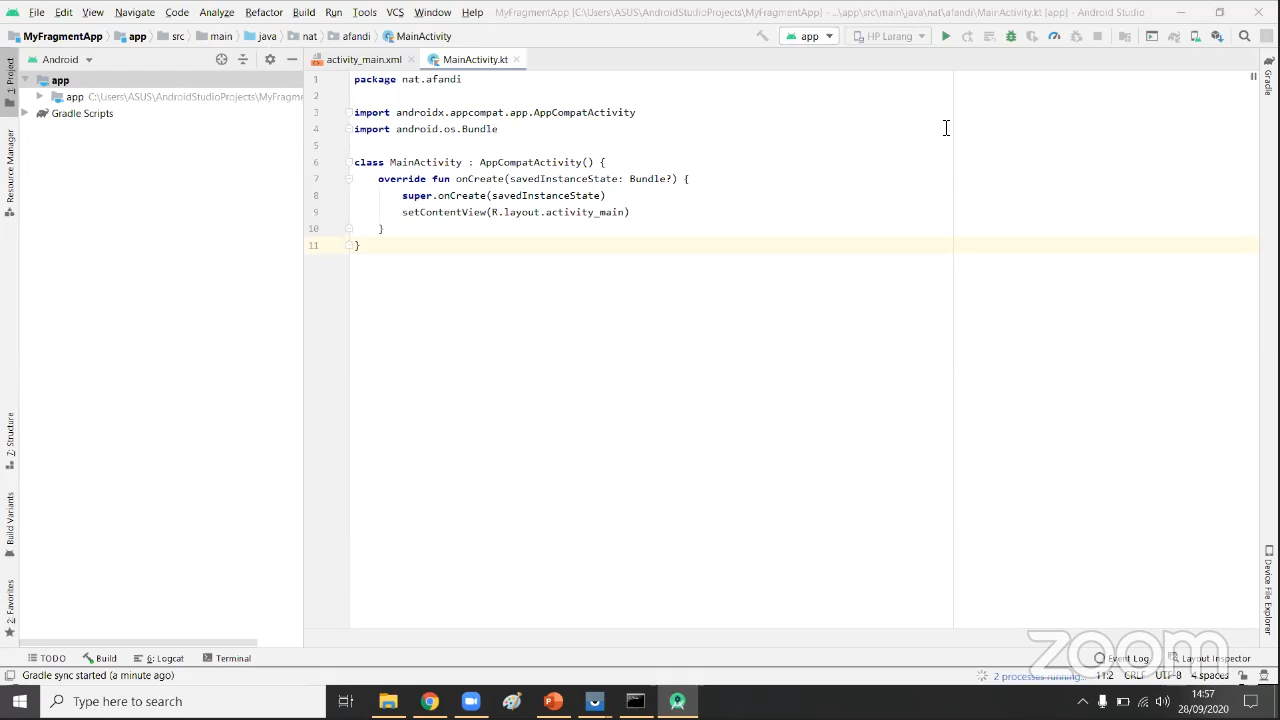 File Edit View Navigate Code Analyze Refactor Build Run Tools VCS Window Help MyFragmentApp [C:\Users\ASUS\AndroidStudioProjects\MyFragmentApp] - ...\app\src\main\java\nat\afandi\MainActivity.kt [app] - Android Studio
MyFragmentApp app src main java nat afandi MainActivity app HP Larang
Android activity_main.xml MainActivity.kt
1: Project
Resource Manager
Z: Structure
Build Variants
2: Favorites
app
app C:\Users\ASUS\AndroidStudioProjects\MyFragme
Gradle Scripts
1 package nat.afandi
2
3 import androidx.appcompat.app.AppCompatActivity
4 import android.os.Bundle
5
6 class MainActivity : AppCompatActivity() {
7 override fun onCreate(savedInstanceState: Bundle?) {
8 super.onCreate(savedInstanceState)
9 setContentView(R.layout.activity_main)
10 }
11 }
Gradle
Device File Explorer
zoom
TODO Build 6: Logcat Terminal Event Log Layout Inspector
Gradle sync started (a minute ago) 2 processes running... 11:2 CRLF UTF-8 4 spaces
Type here to search 14:57
28/09/2020